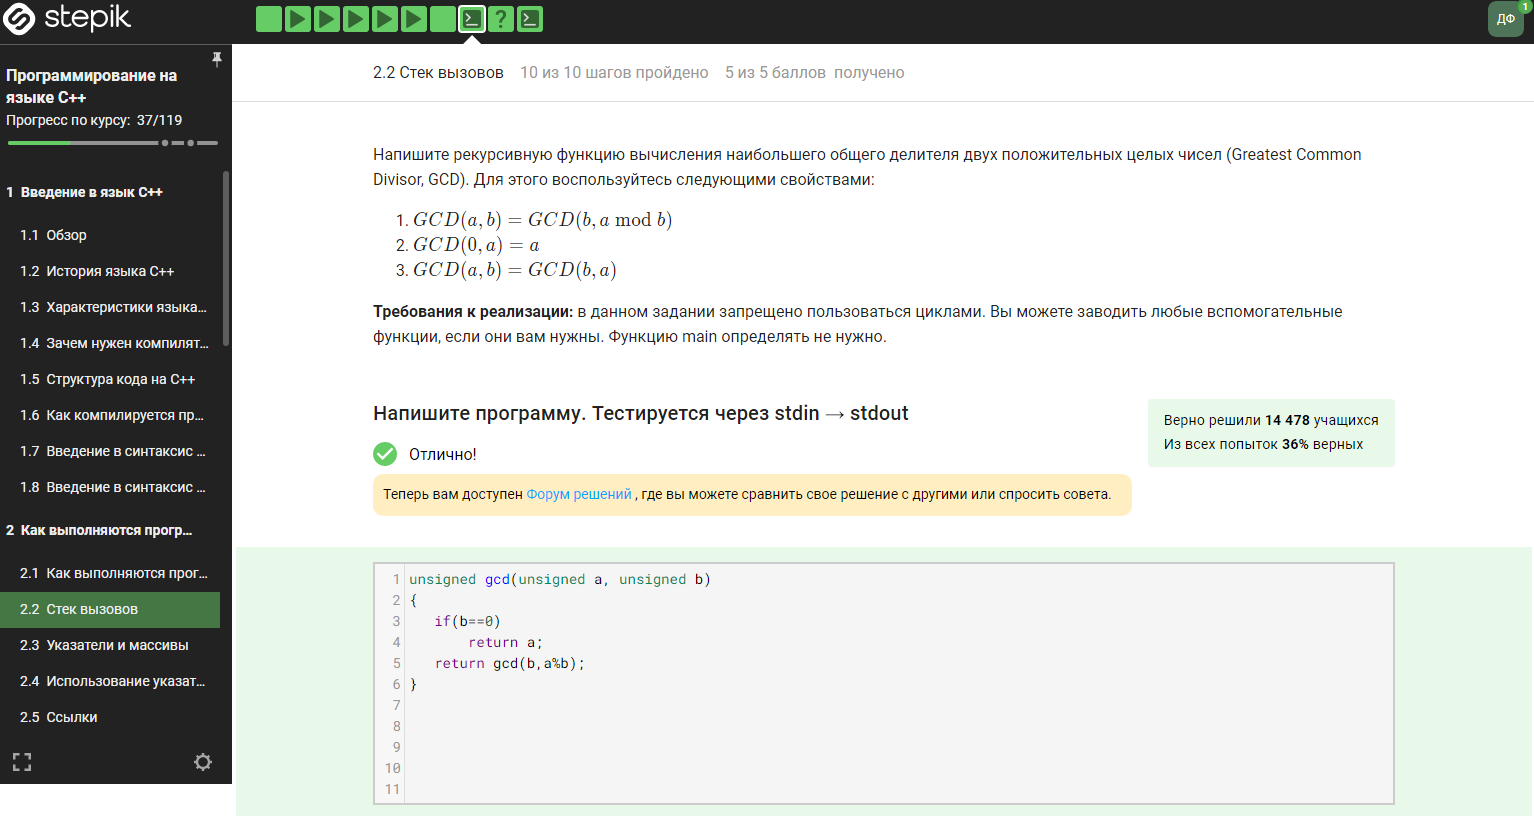 stepik
?
ДФ
1
Программирование на
языке C++
Прогресс по курсу: 37/119
1 Введение в язык C++
1.1 Обзор
1.2 История языка C++
1.3 Характеристики языка...
1.4 Зачем нужен компилят...
1.5 Структура кода на C++
1.6 Как компилируется пр...
1.7 Введение в синтаксис ...
1.8 Введение в синтаксис ...
2 Как выполняются прогр...
2.1 Как выполняются прог...
2.2 Стек вызовов
2.3 Указатели и массивы
2.4 Использование указат...
2.5 Ссылки
2.2 Стек вызовов 10 из 10 шагов пройдено 5 из 5 баллов получено
Напишите рекурсивную функцию вычисления наибольшего общего делителя двух положительных целых чисел (Greatest Common
Divisor, GCD). Для этого воспользуйтесь следующими свойствами:
1. GCD(a, b) = GCD(b, a mod b)
2. GCD(0, a) = a
3. GCD(a, b) = GCD(b, a)
Требования к реализации: в данном задании запрещено пользоваться циклами. Вы можете заводить любые вспомогательные
функции, если они вам нужны. Функцию main определять не нужно.
Напишите программу. Тестируется через stdin → stdout
Верно решили 14 478 учащихся
Из всех попыток 36% верных
Отлично!
Теперь вам доступен Форум решений , где вы можете сравнить свое решение с другими или спросить совета.
1 unsigned gcd(unsigned a, unsigned b)
2 {
3    if(b==0)
4        return a;
5    return gcd(b,a%b);
6 }
7
8
9
10
11